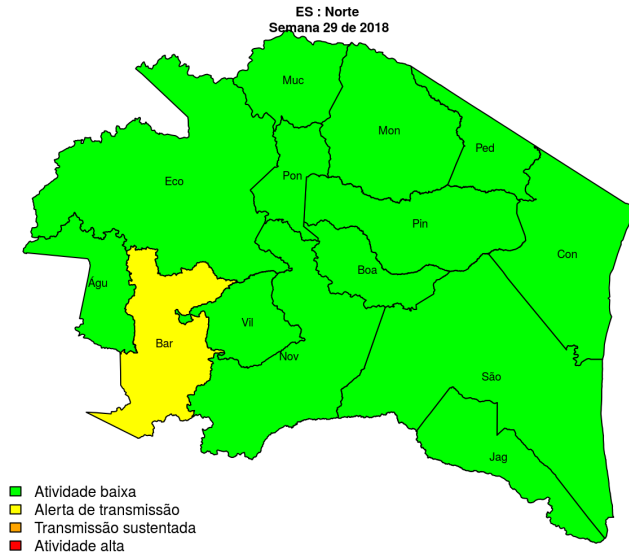 ES : Norte
Semana 29 de 2018
Muc
Mon
Ped
Eco
Pon
Pin
Con
Boa
Águ
Vil
Bar
Nov
São
Jag
Atividade baixa
Alerta de transmissão
Transmissão sustentada
Atividade alta